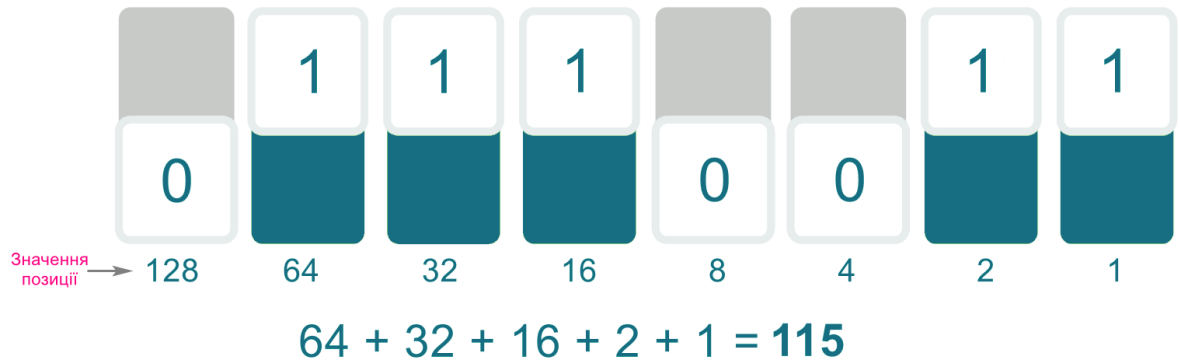 1 1 1 1 1
0 0 0
Значення
позиції
128 64 32 16 8 4 2 1
64 + 32 + 16 + 2 + 1 = 115